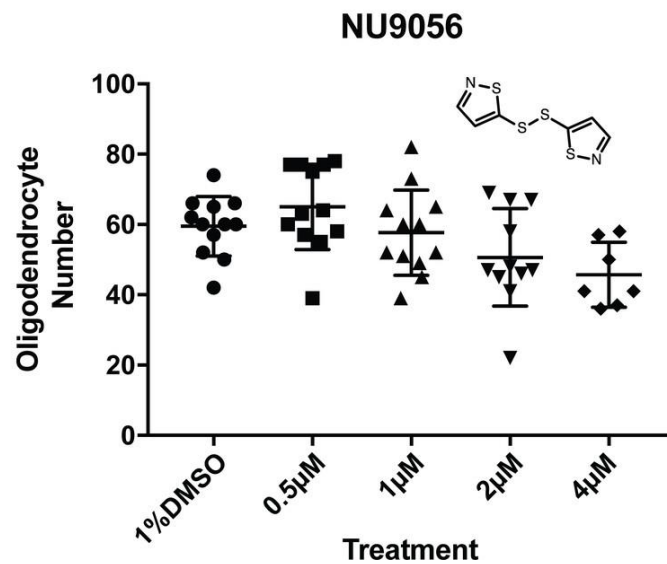 NU9056
Oligodendrocyte
Number
100
80
60
40
20
0
N
S
S
S
S
N
1%DMSO
0.5μM
1μM
2μM
4μM
Treatment